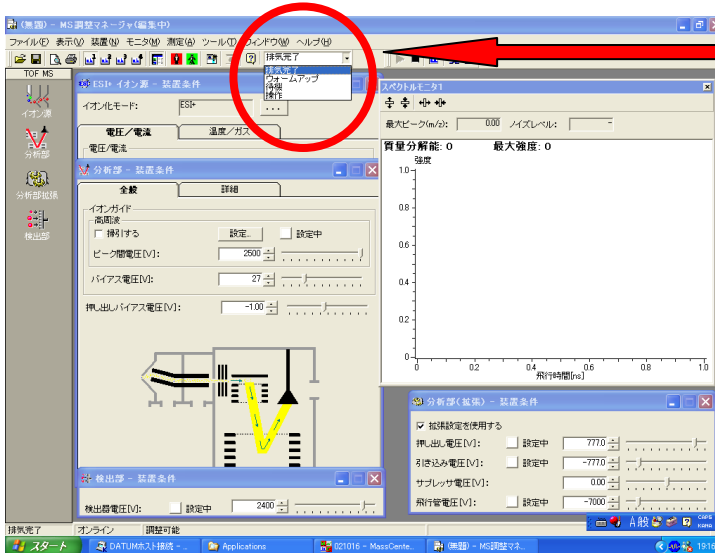 (無題) - MS調整マネージャ(編集中)
ファイル(F) 表示(V) 装置(N) モニタ(M) 測定(A) ツール(T) ウィンドウ(W) ヘルプ(H)
排気完了
排気完了
ウォームアップ
待機
操作
TOF MS
イオン源
分析部
分析部拡張
検出部
ESI+ イオン源 - 装置条件
イオン化モード:
ESI+
...
電圧/電流
温度/ガス
電圧/電流
分析部 - 装置条件
全般
詳細
イオンガイド
高周波
掃引する
設定...
設定中
ピーク間電圧[V]:
2500
バイアス電圧[V]:
27
押し出しバイアス電圧[V]:
-1.00
検出部 - 装置条件
検出器電圧[V]:
設定中
2400
スペクトルモニタ1
最大ピーク(m/z):
0.00
ノイズレベル:
-
質量分解能: 0
最大強度: 0
強度
1.0
0.8
0.6
0.4
0.2
0
0
0.2
0.4
0.6
0.8
1.0
飛行時間[ns]
分析部(拡張) - 装置条件
拡張設定を使用する
押し出し電圧[V]:
設定中
777.0
引き込み電圧[V]:
設定中
-777.0
サプレッサ電圧[V]:
0.00
飛行管電圧[V]:
設定中
-7000
排気完了
オンライン
調整可能
A 般
CAPS
KANA
スタート
DATUMホスト接続 - ...
Applications
021016 - MassCente...
(無題) - MS調整マネ...
19:16